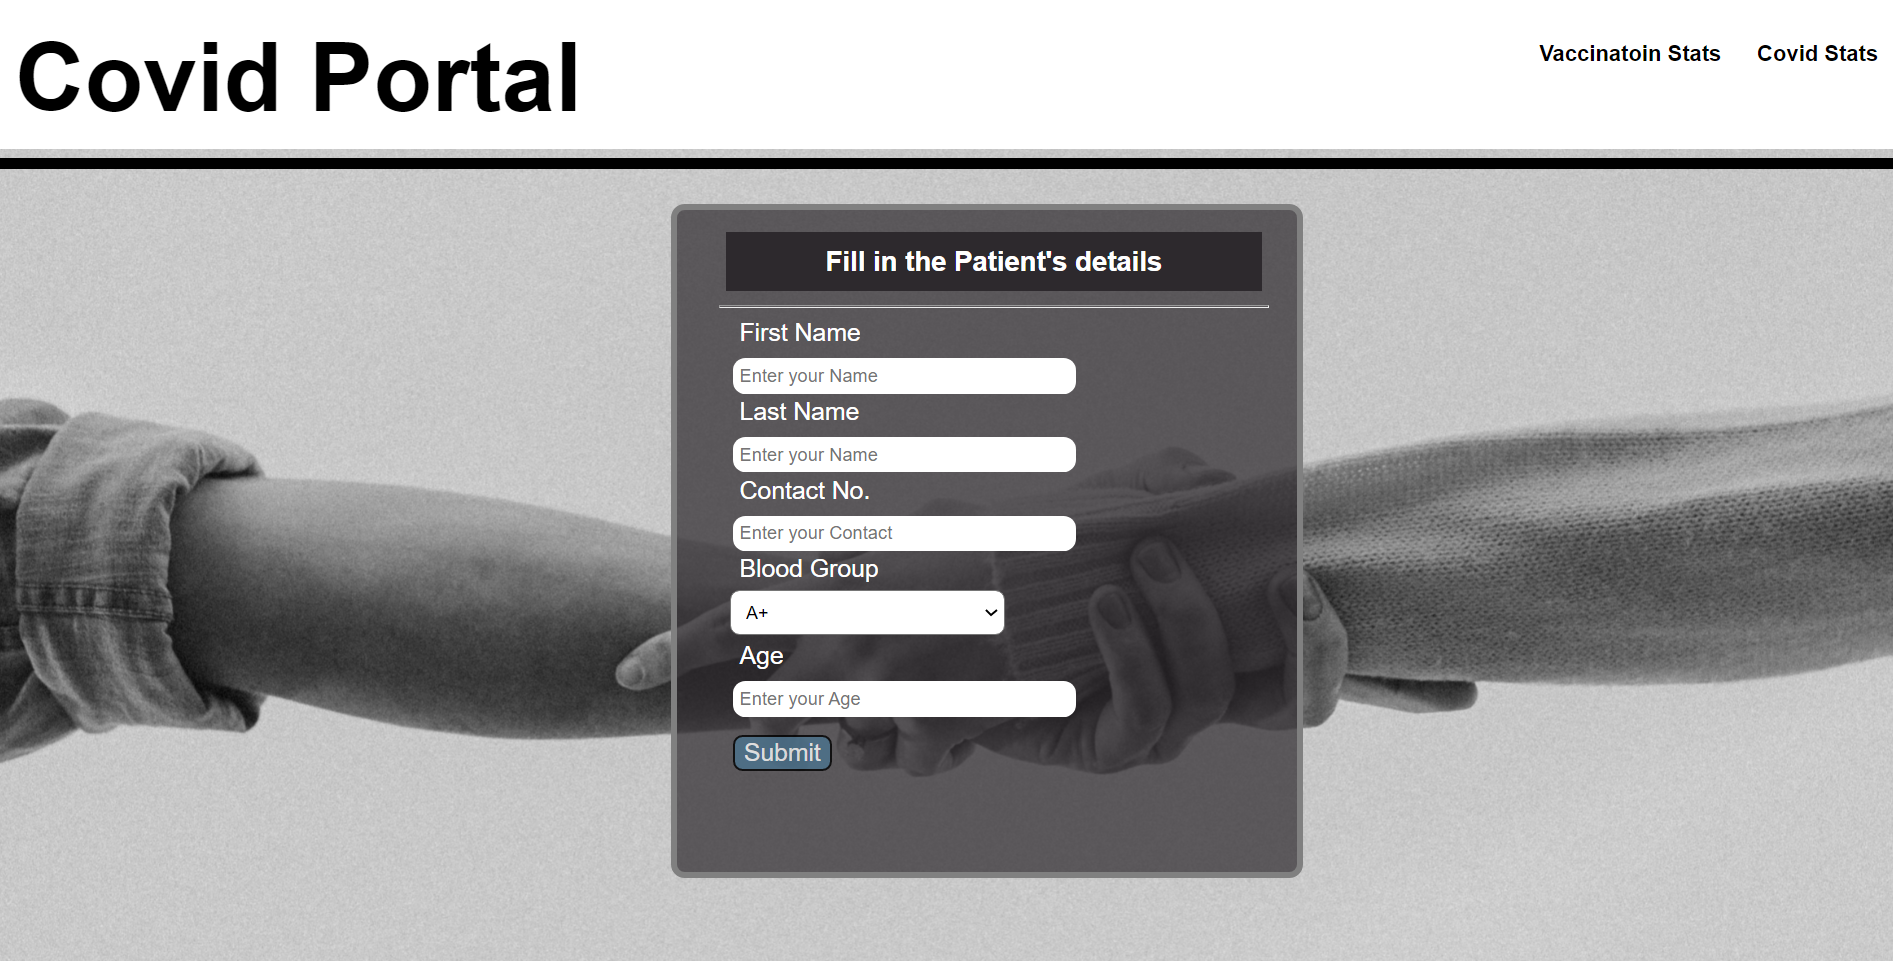 Covid Portal
Vaccinatoin Stats Covid Stats
Fill in the Patient's details
First Name
Enter your Name
Last Name
Enter your Name
Contact No.
Enter your Contact
Blood Group
A+
Age
Enter your Age
Submit